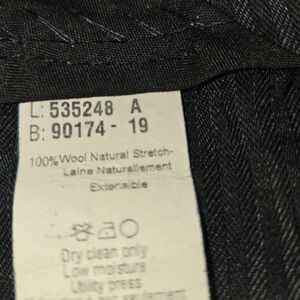 L: 535248 A
B: 90174- 19
100% Wool Natural Stretch-
Laine Naturellement
Extensible
Dry clean only
Low moisture
Utility press